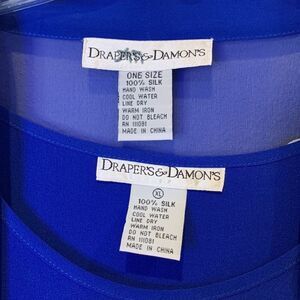 DRAPER'S & DAMON'S
ONE SIZE
100% SILK
HAND WASH
COOL WATER
LINE DRY
WARM IRON
DO NOT BLEACH
RN 111081
MADE IN CHINA
DRAPER'S & DAMON'S
XL
100% SILK
HAND WASH
COOL WATER
LINE DRY
WARM IRON
DO NOT BLEACH
RN 111081
MADE IN CHINA